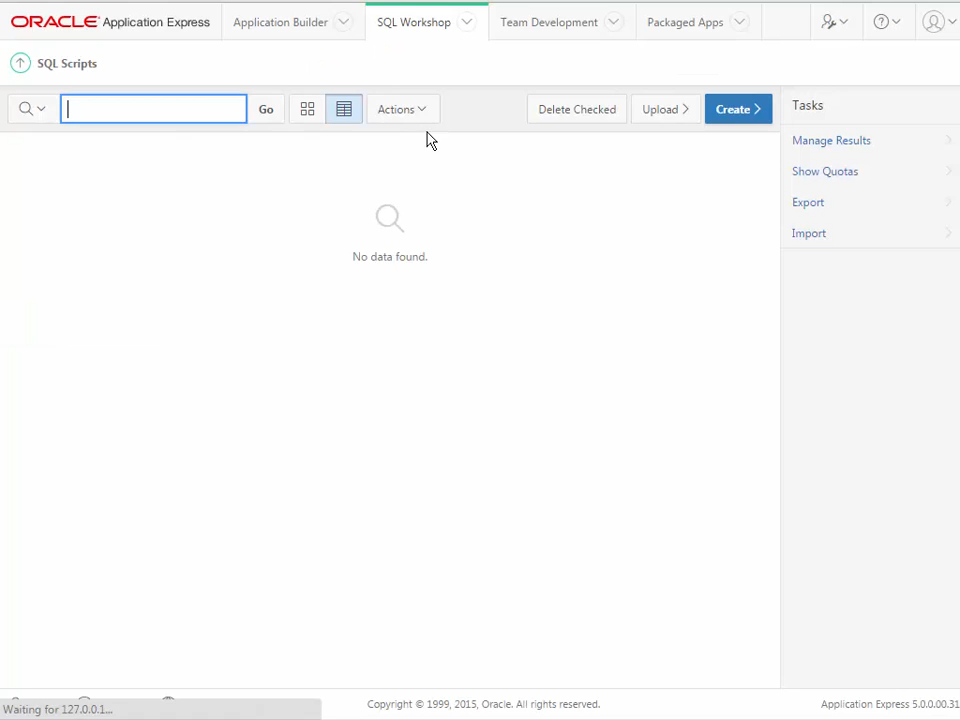 ORACLE Application Express
Application Builder
SQL Workshop
Team Development
Packaged Apps
SQL Scripts
Go
Actions
Delete Checked
Upload
Create
Tasks
Manage Results
Show Quotas
Export
Import
No data found.
Waiting for 127.0.0.1...
Copyright © 1999, 2015, Oracle. All rights reserved.
Application Express 5.0.0.00.31